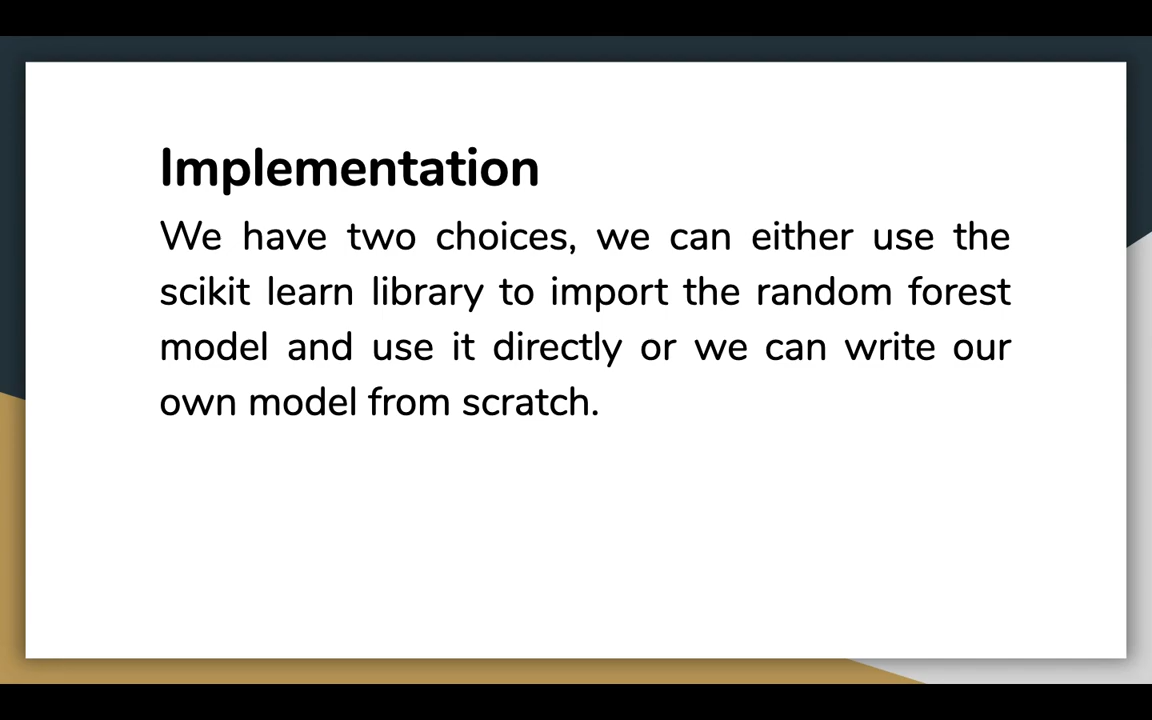 Implementation
We have two choices, we can either use the
scikit learn library to import the random forest
model and use it directly or we can write our
own model from scratch.